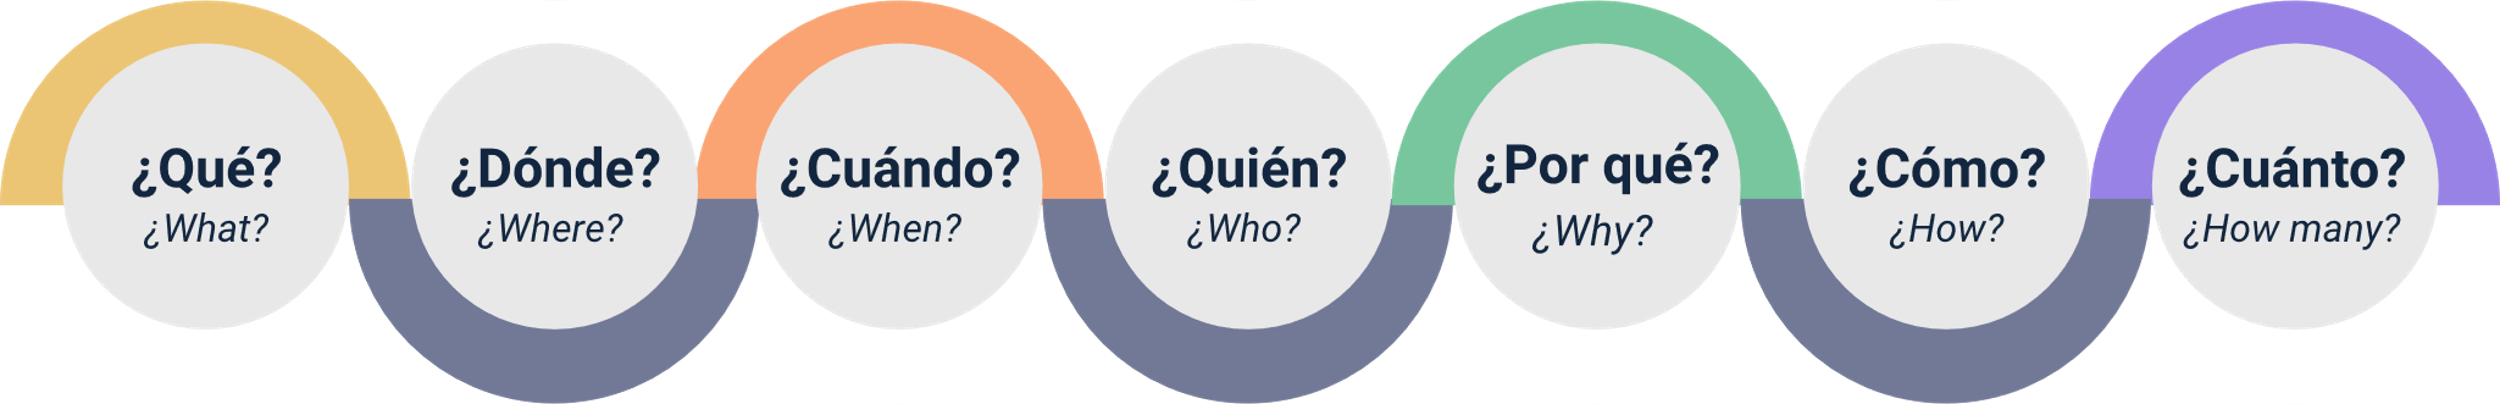 ¿Qué?
¿What?
¿Dónde?
¿Where?
¿Cuándo?
¿When?
¿Quién?
¿Who?
¿Por qué?
¿Why?
¿Cómo?
¿How?
¿Cuánto?
¿How many?